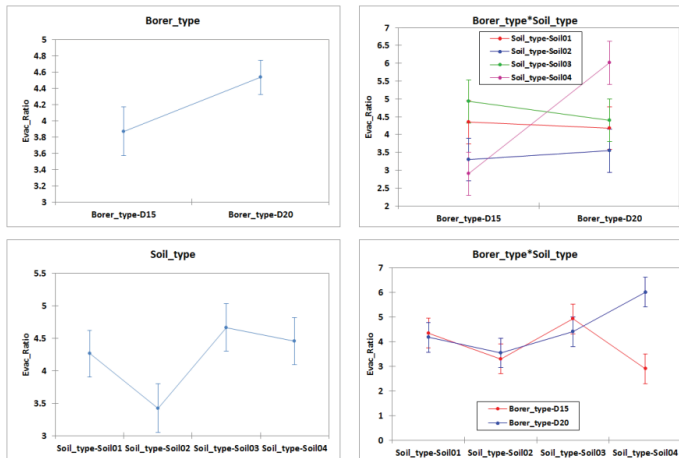 Borer_type
5
4.8
4.6
4.4
4.2
4
3.8
3.6
3.4
3.2
3
Evac_Ratio
Borer_type-D15 Borer_type-D20
Borer_type*Soil_type
7
6.5
6
5.5
5
4.5
4
3.5
3
2.5
2
Evac_Ratio
Soil_type-Soil01
Soil_type-Soil02
Soil_type-Soil03
Soil_type-Soil04
Borer_type-D15 Borer_type-D20
Soil_type
5.5
5
4.5
4
3.5
3
Evac_Ratio
Soil_type-Soil01 Soil_type-Soil02 Soil_type-Soil03 Soil_type-Soil04
Borer_type*Soil_type
7
6
5
4
3
2
1
0
Evac_Ratio
Borer_type-D15
Borer_type-D20
Soil_type-Soil01 Soil_type-Soil02 Soil_type-Soil03 Soil_type-Soil04